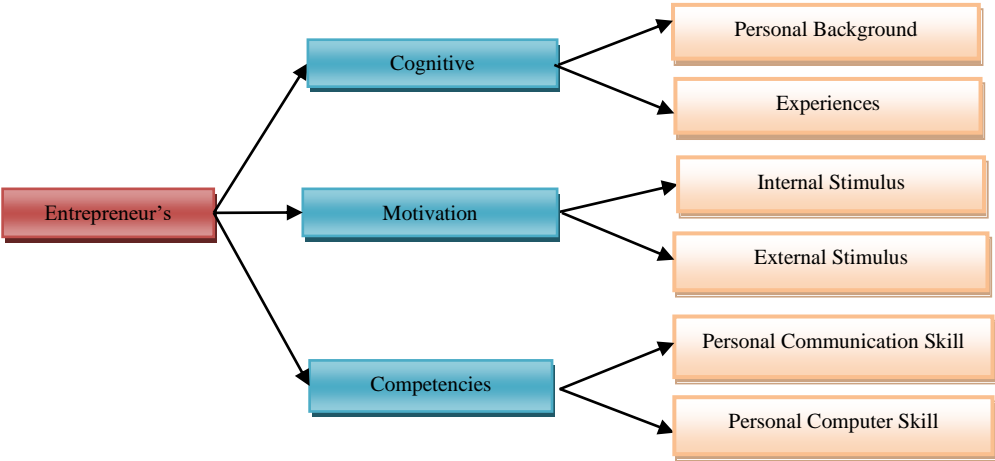 Personal Background
Cognitive
Experiences
Internal Stimulus
Entrepreneur’s
Motivation
External Stimulus
Personal Communication Skill
Competencies
Personal Computer Skill